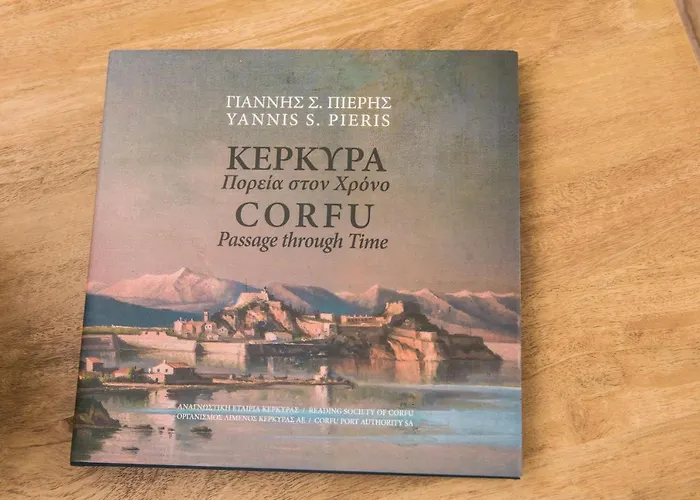 ΓΙΑΝΝΗΣ Σ. ΠΙΕΡΗΣ
YANNIS S. PIERIS
ΚΕΡΚΥΡΑ
Πορεία στον Χρόνο
CORFU
Passage through Time
ΑΝΑΓΝΩΣΤΙΚΗ ΕΤΑΙΡΙΑ ΚΕΡΚΥΡΑΣ / READING SOCIETY OF CORFU
ΟΡΓΑΝΙΣΜΟΣ ΛΙΜΕΝΟΣ ΚΕΡΚΥΡΑΣ ΑΕ / CORFU PORT AUTHORITY SA